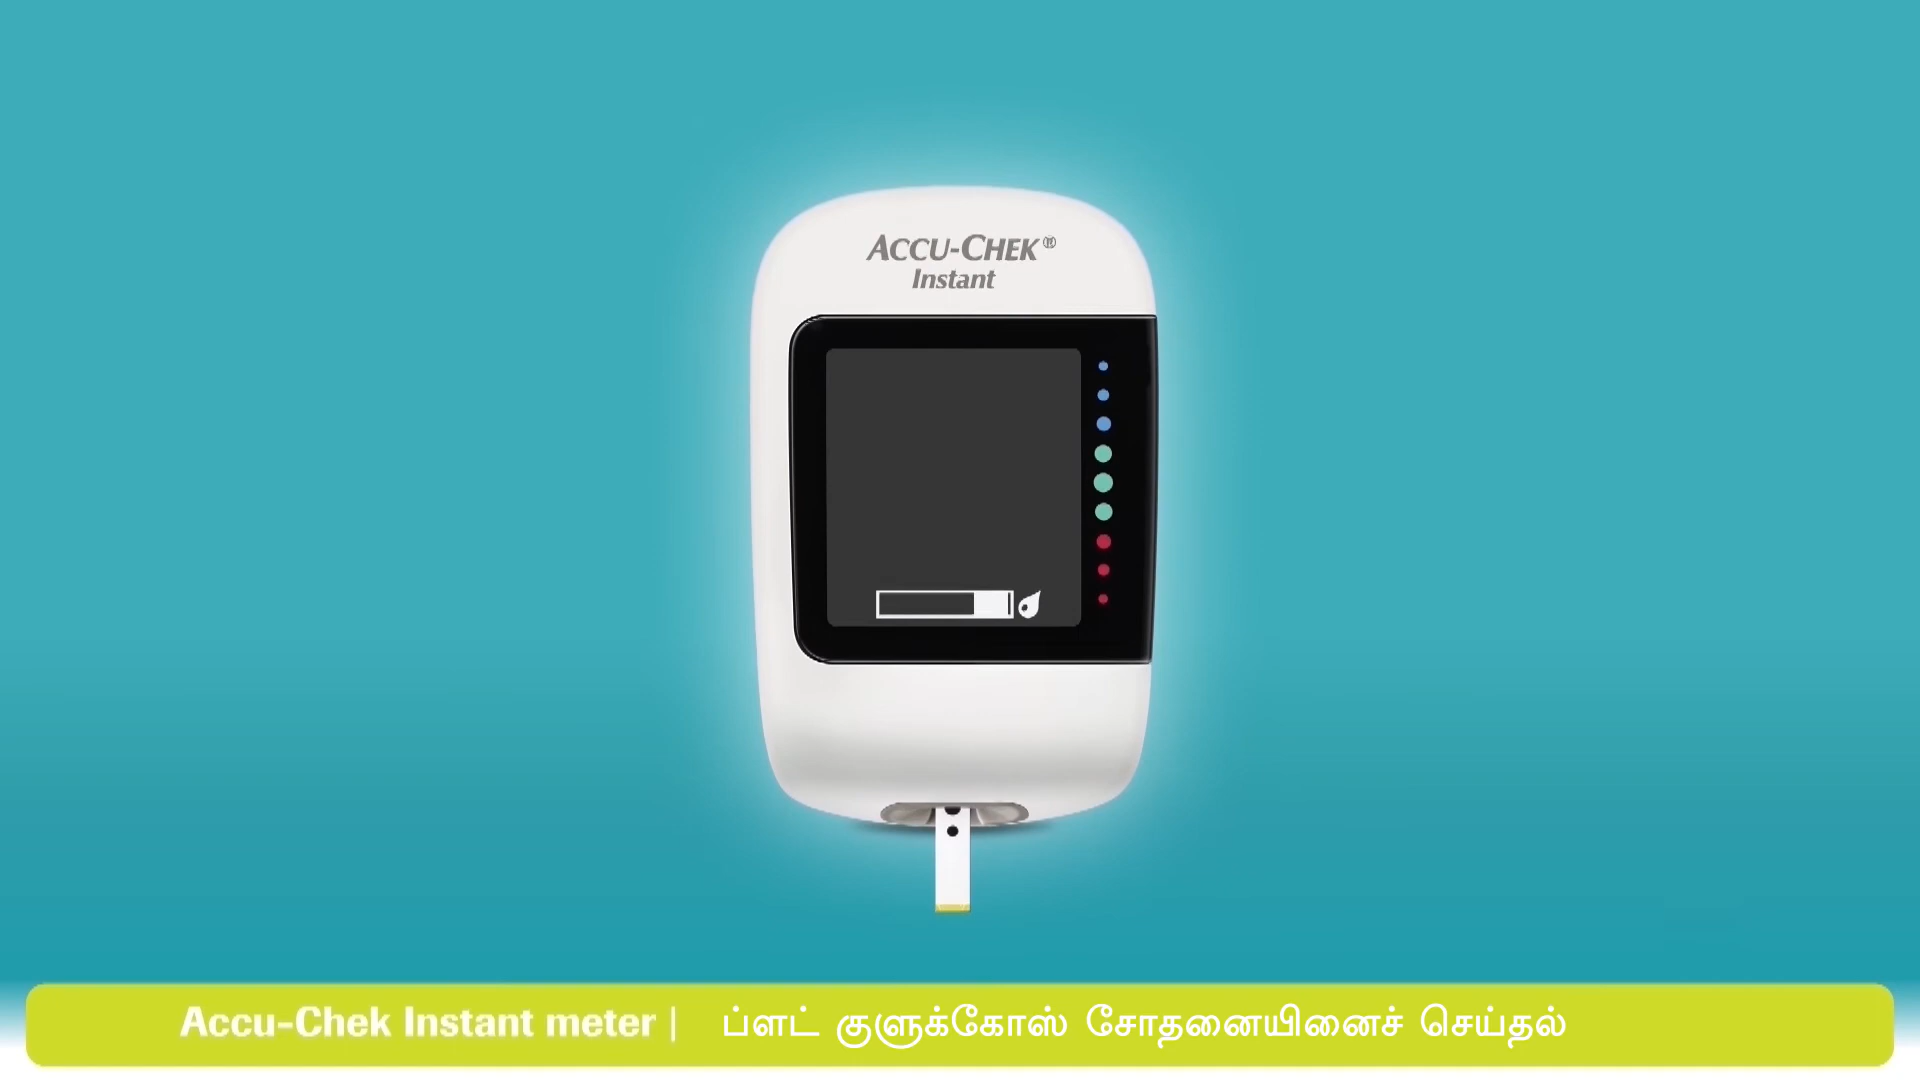 ACCU-CHEK®
Instant
Accu-Chek Instant meter | ப்ளட் குளுக்கோஸ் சோதனையினைச் செய்தல்